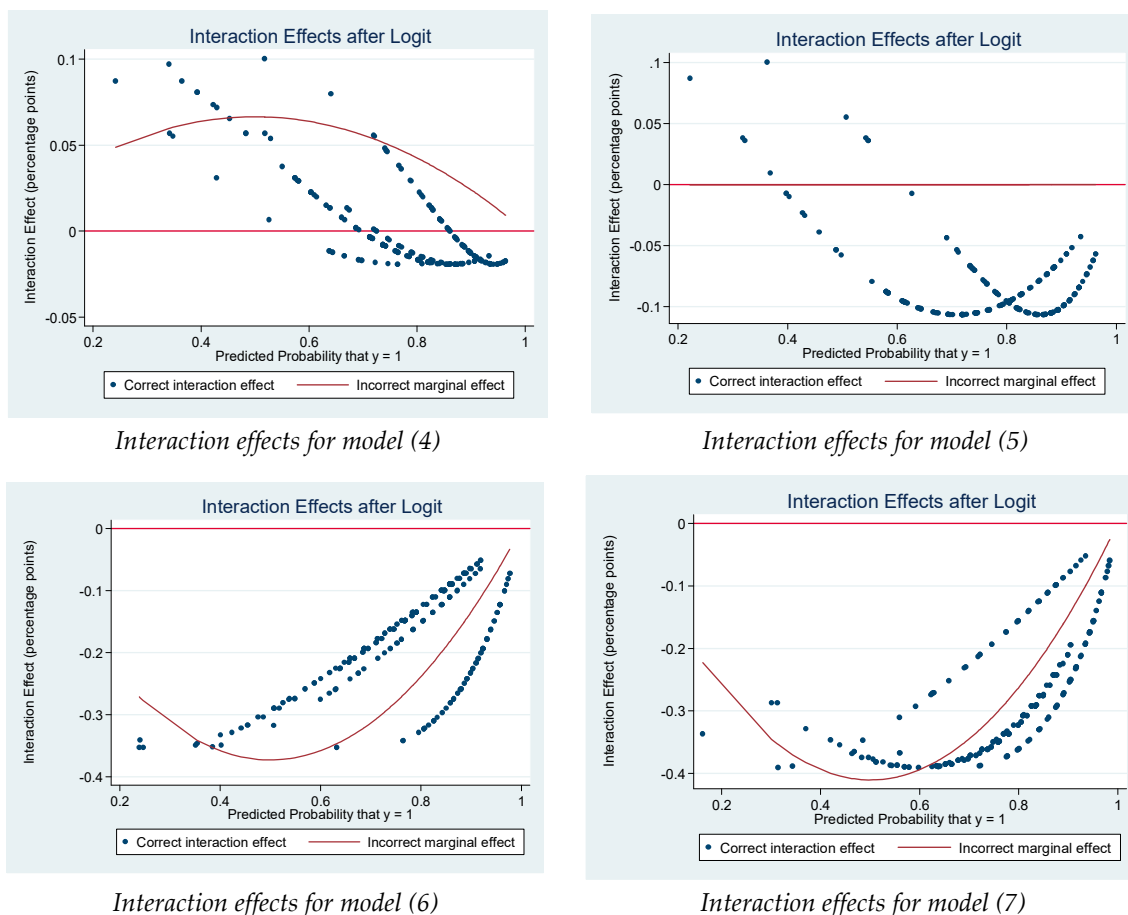 Interaction Effects after Logit
Interaction Effect (percentage points)
0.1
0.05
0
-0.05
0.2 0.4 0.6 0.8 1
Predicted Probability that y = 1
Correct interaction effect Incorrect marginal effect
Interaction effects for model (4)
Interaction Effects after Logit
Interaction Effect (percentage points)
.1
0.05
0
-0.05
-0.1
0.2 0.4 0.6 0.8 1
Predicted Probability that y = 1
Correct interaction effect Incorrect marginal effect
Interaction effects for model (5)
Interaction Effects after Logit
Interaction Effect (percentage points)
0
-0.1
-0.2
-0.3
-0.4
0.2 0.4 0.6 0.8 1
Predicted Probability that y = 1
Correct interaction effect Incorrect marginal effect
Interaction effects for model (6)
Interaction Effects after Logit
Interaction Effect (percentage points)
0
-0.1
-0.2
-0.3
-0.4
0.2 0.4 0.6 0.8 1
Predicted Probability that y = 1
Correct interaction effect Incorrect marginal effect
Interaction effects for model (7)